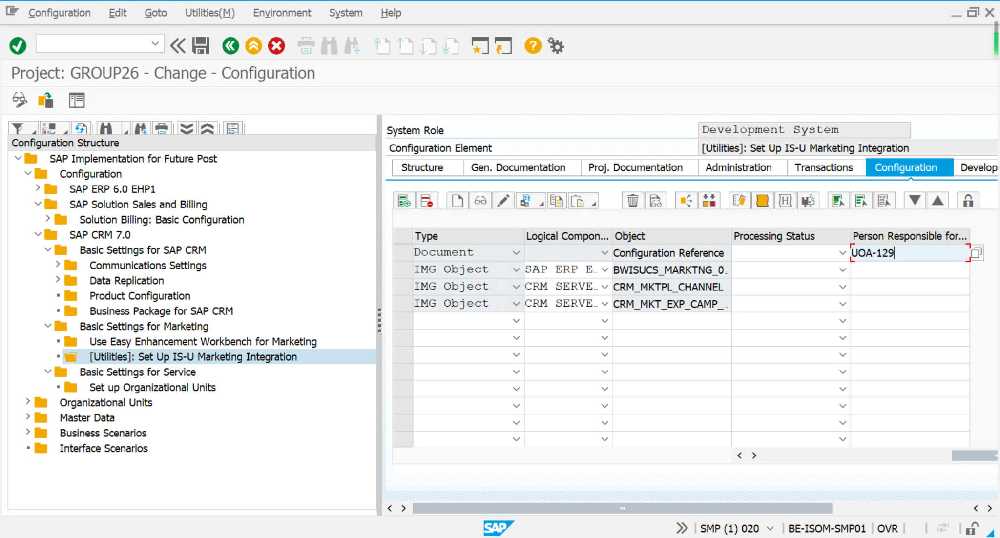 Configuration Edit Goto Utilities(M) Environment System Help
Project: GROUP26 - Change - Configuration
Configuration Structure
SAP Implementation for Future Post
Configuration
SAP ERP 6.0 EHP1
SAP Solution Sales and Billing
Solution Billing: Basic Configuration
SAP CRM 7.0
Basic Settings for SAP CRM
Communications Settings
Data Replication
Product Configuration
Business Package for SAP CRM
Basic Settings for Marketing
Use Easy Enhancement Workbench for Marketing
[Utilities]: Set Up IS-U Marketing Integration
Basic Settings for Service
Set up Organizational Units
Organizational Units
Master Data
Business Scenarios
Interface Scenarios
System Role Development System
Configuration Element [Utilities]: Set Up IS-U Marketing Integration
Structure Gen. Documentation Proj. Documentation Administration Transactions Configuration Develop
Type Logical Compon... Object Processing Status Person Responsible for...
Document Configuration Reference UOA-129
IMG Object SAP ERP E.. BWISUCS_MARKTNG_0..
IMG Object CRM SERVE.. CRM_MKTPL_CHANNEL
IMG Object CRM SERVE.. CRM_MKT_EXP_CAMP_..
SAP SMP (1) 020 BE-ISOM-SMP01 OVR